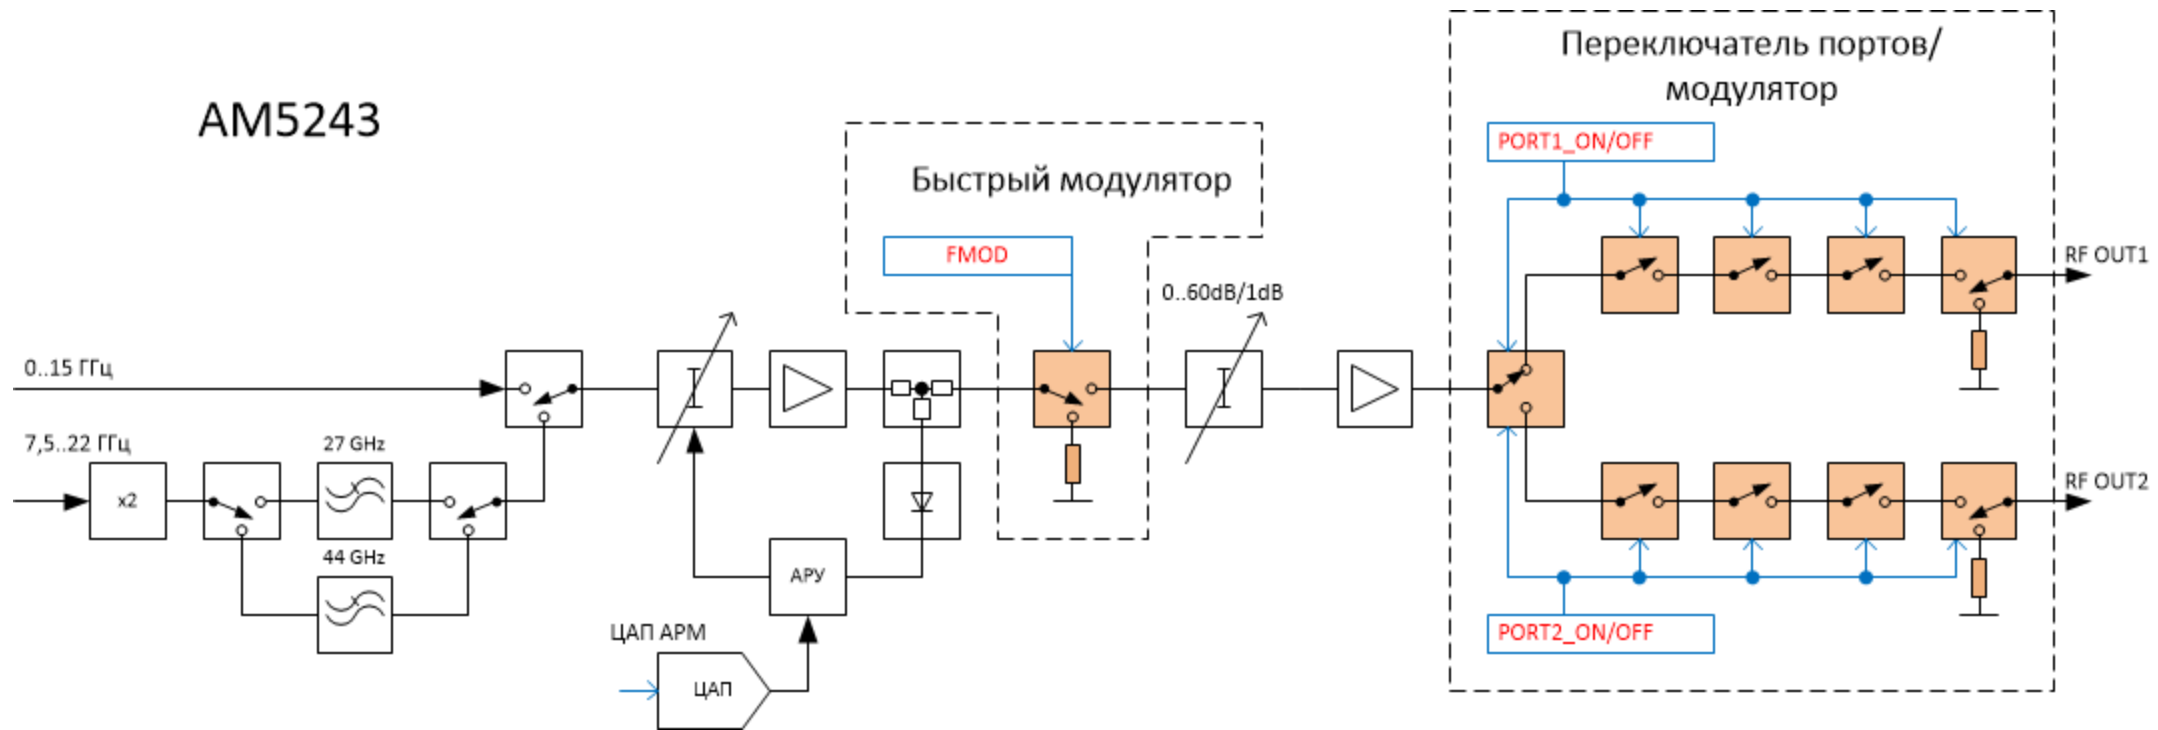 Переключатель портов/
модулятор
AM5243
PORT1_ON/OFF
Быстрый модулятор
FMOD
RF OUT1
0..60dB/1dB
0..15 ГГц
7,5..22 ГГц
27 GHz
x2
RF OUT2
44 GHz
АРУ
ЦАП АРМ
PORT2_ON/OFF
ЦАП